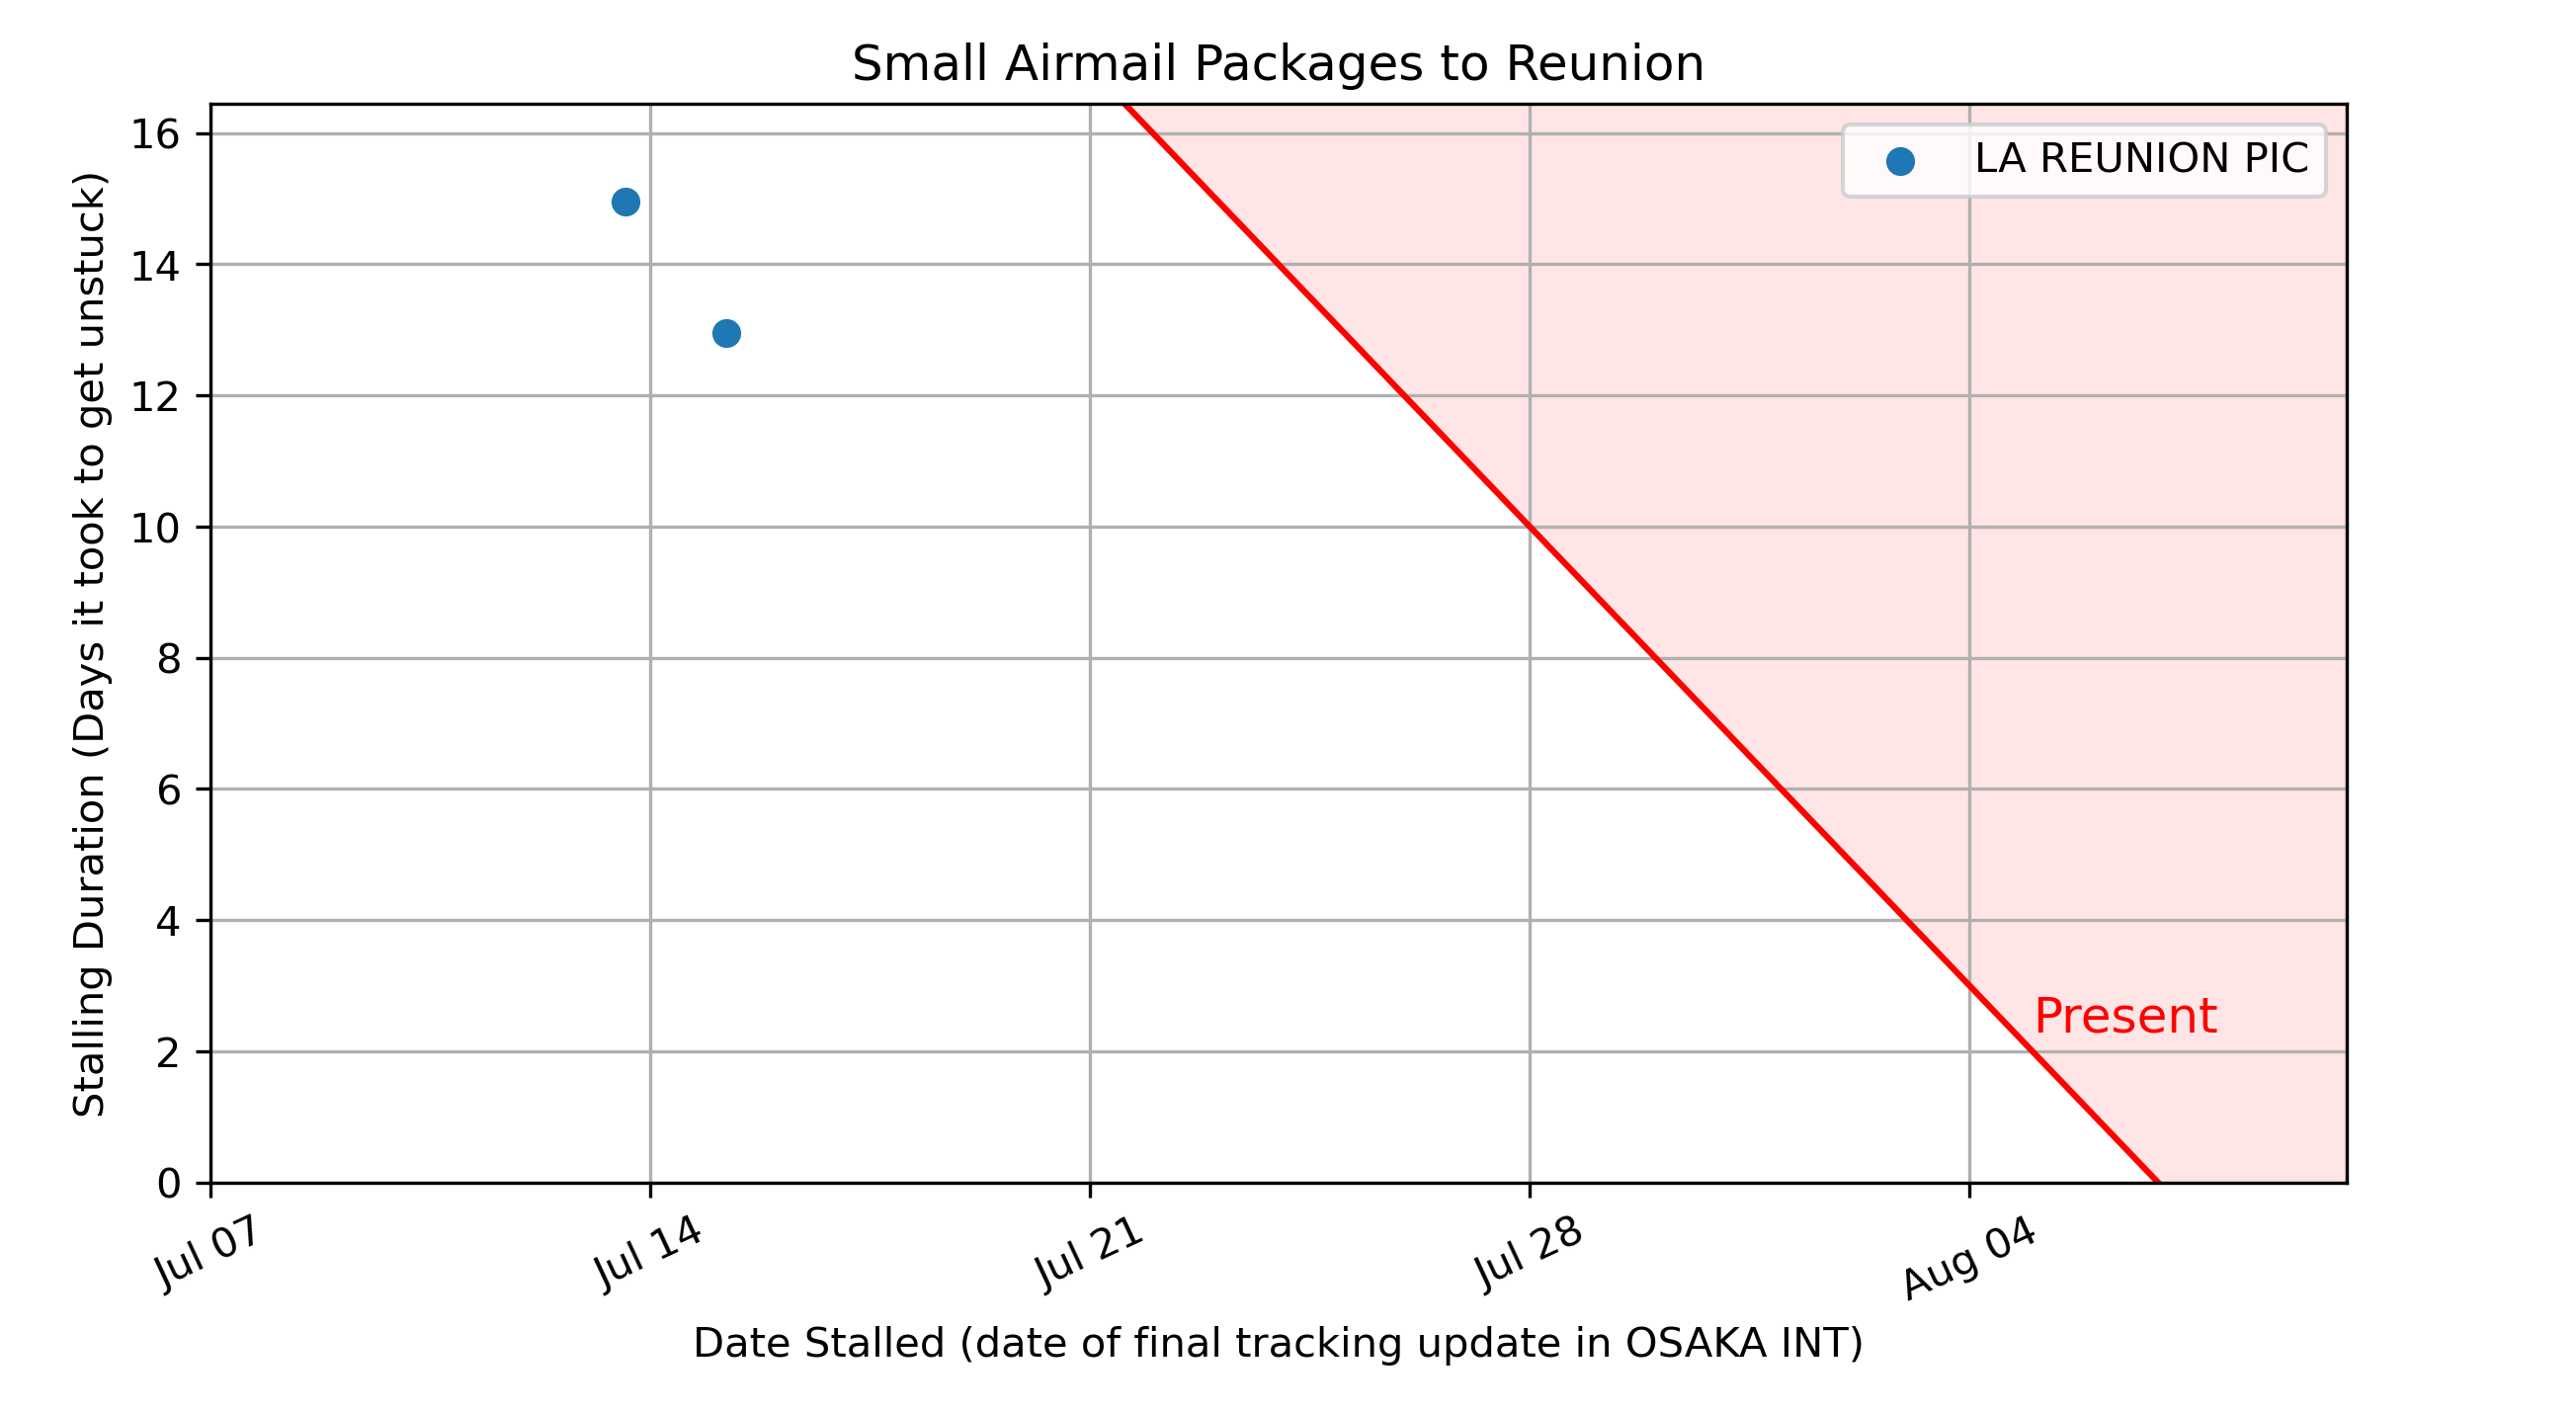 Small Airmail Packages to Reunion
LA REUNION PIC
Stalling Duration (Days it took to get unstuck)
16
14
12
10
8
6
4
2
0
Present
Jul 07
Jul 14
Jul 21
Jul 28
Aug 04
Date Stalled (date of final tracking update in OSAKA INT)